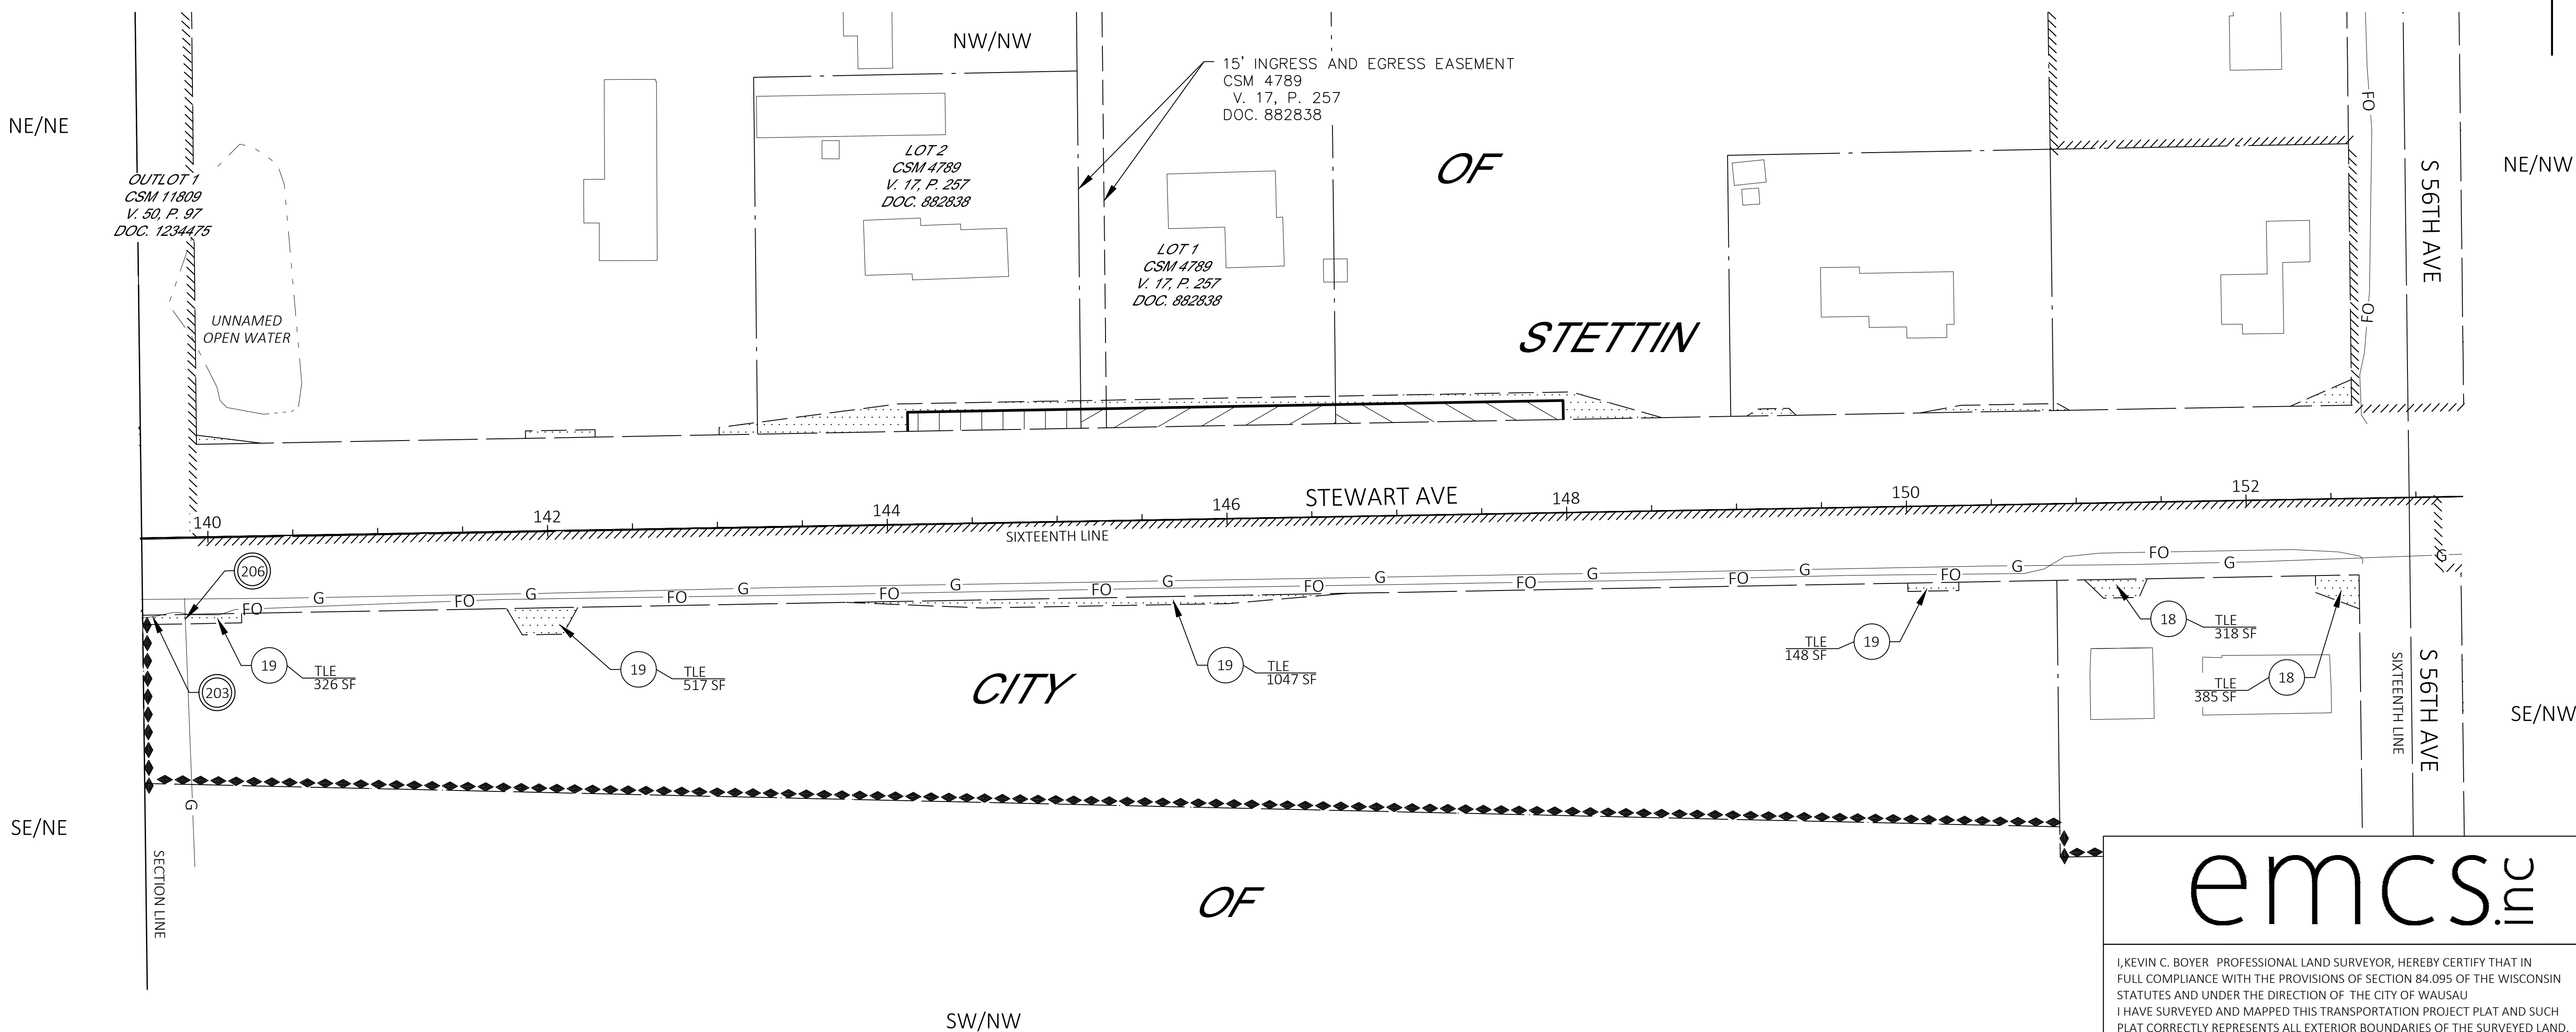 NW/NW
15' INGRESS AND EGRESS EASEMENT
CSM 4789
V. 17, P. 257
DOC. 882838
NE/NE
OF
NE/NW
FO
S 56TH AVE
LOT 2
CSM 4789
V. 17, P. 257
DOC. 882838
OUTLOT 1
CSM 11809
V. 50, P. 97
DOC. 1234475
LOT 1
CSM 4789
V. 17, P. 257
DOC. 882838
FO
UNNAMED
OPEN WATER
STETTIN
STEWART AVE
140
142
144
146
148
150
152
SIXTEENTH LINE
206
FO
G
FO
G
FO
G
FO
G
FO
G
FO
G
FO
G
FO
G
FO
G
FO
G
G
203
19
TLE
326 SF
19
TLE
517 SF
19
TLE
1047 SF
TLE
148 SF
19
18
TLE
318 SF
TLE
385 SF
18
SIXTEENTH LINE
S 56TH AVE
CITY
SE/NW
G
SE/NE
SECTION LINE
OF
SW/NW
emcs.inc
I,KEVIN C. BOYER PROFESSIONAL LAND SURVEYOR, HEREBY CERTIFY THAT IN
FULL COMPLIANCE WITH THE PROVISIONS OF SECTION 84.095 OF THE WISCONSIN
STATUTES AND UNDER THE DIRECTION OF THE CITY OF WAUSAU
I HAVE SURVEYED AND MAPPED THIS TRANSPORTATION PROJECT PLAT AND SUCH
PLAT CORRECTLY REPRESENTS ALL EXTERIOR BOUNDARIES OF THE SURVEYED LAND.